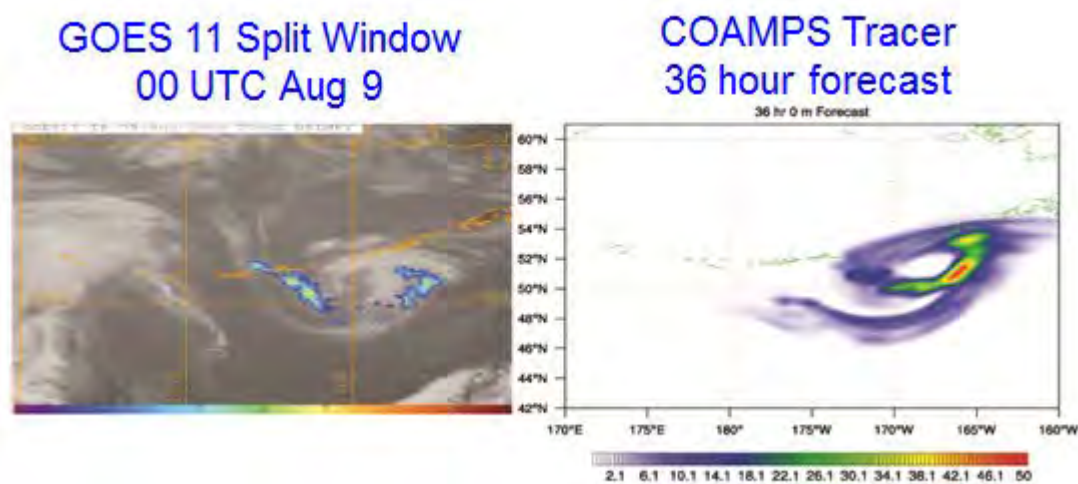 GOES 11 Split Window
00 UTC Aug 9
COAMPS Tracer
36 hour forecast
36 hr 0 m Forecast
60°N
58°N
56°N
54°N
52°N
50°N
48°N
46°N
44°N
42°N
170°E 175°E 180° 175°W 170°W 165°W 160°W
2.1 6.1 10.1 14.1 18.1 22.1 26.1 30.1 34.1 38.1 42.1 46.1 50